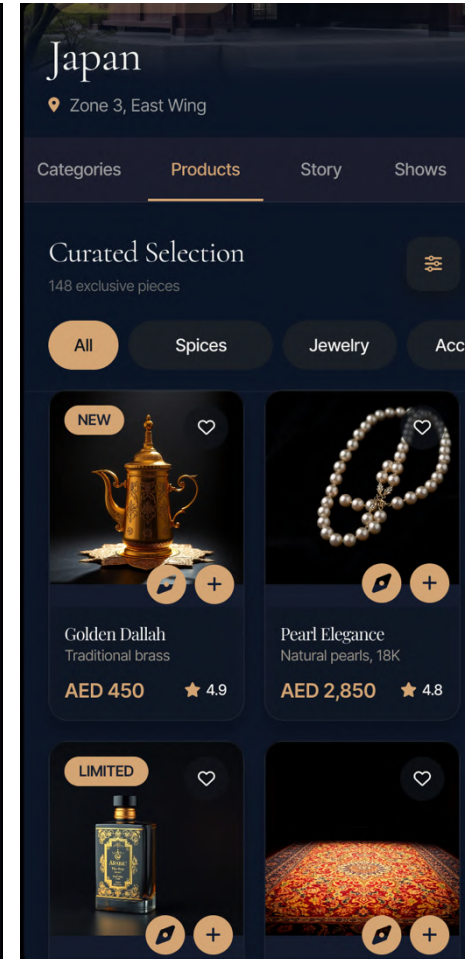 Japan
Zone 3, East Wing
Categories Products Story Shows
Curated Selection
148 exclusive pieces
All Spices Jewelry Acc
NEW
Golden Dallah
Traditional brass
AED 450 4.9
Pearl Elegance
Natural pearls, 18K
AED 2,850 4.8
LIMITED